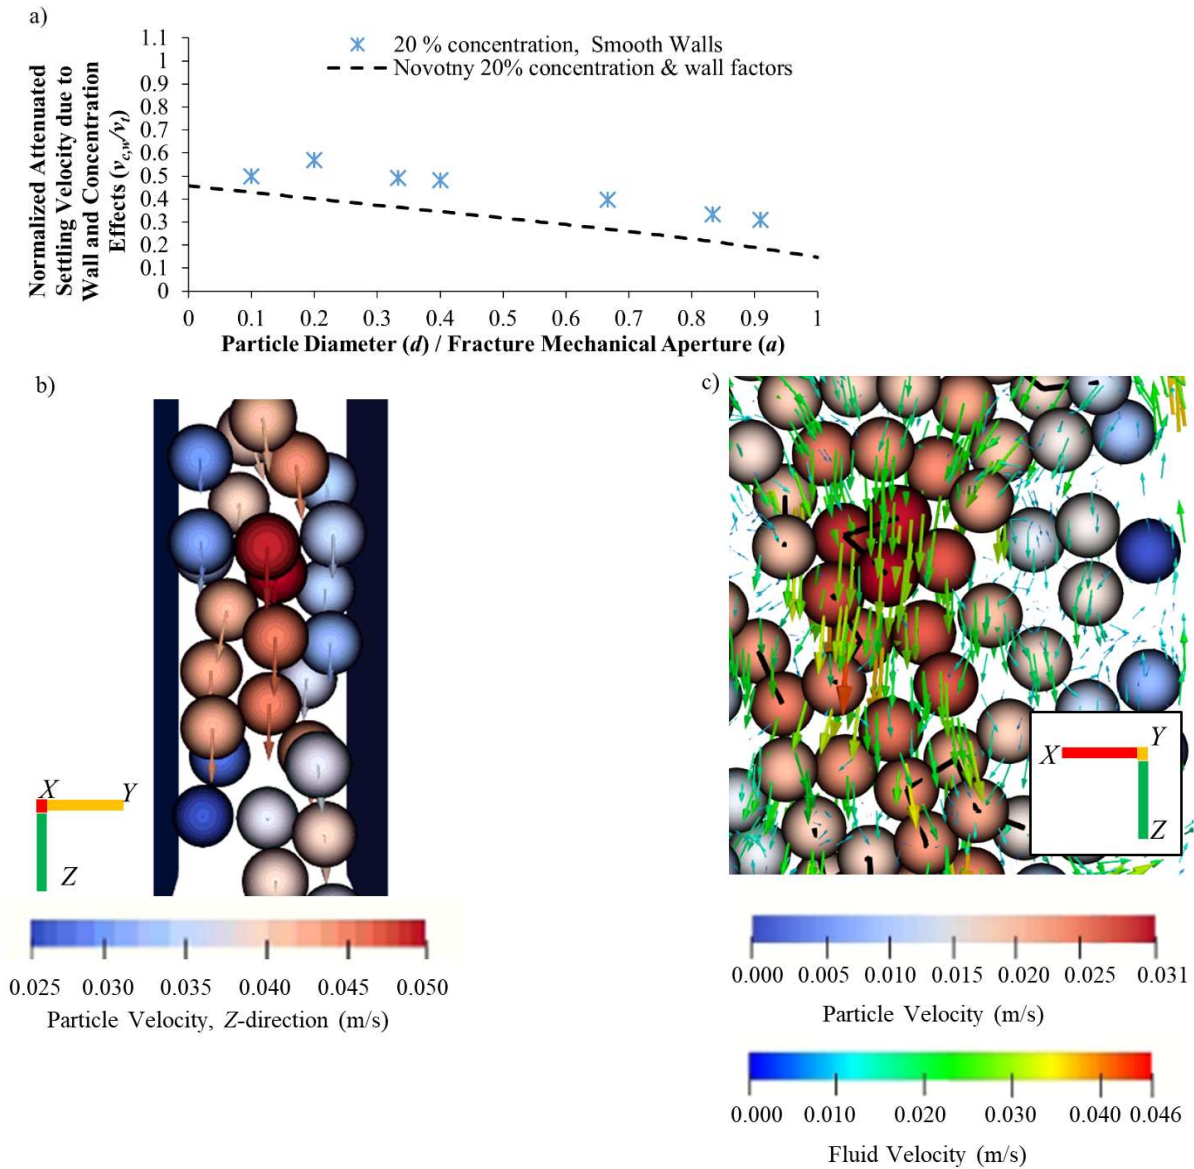 a)
1.1
1
0.9
0.8
0.7
0.6
0.5
0.4
0.3
0.2
0.1
0
Normalized Attenuated
Settling Velocity due to
Wall and Concentration
Effects (v_c,w/v_t)
20 % concentration, Smooth Walls
Novotny 20% concentration & wall factors
0 0.1 0.2 0.3 0.4 0.5 0.6 0.7 0.8 0.9 1
Particle Diameter (d) / Fracture Mechanical Aperture (a)
b)
X Y
Z
0.025 0.030 0.035 0.040 0.045 0.050
Particle Velocity, Z-direction (m/s)
c)
X Y
Z
0.000 0.005 0.010 0.015 0.020 0.025 0.031
Particle Velocity (m/s)
0.000 0.010 0.020 0.030 0.040 0.046
Fluid Velocity (m/s)